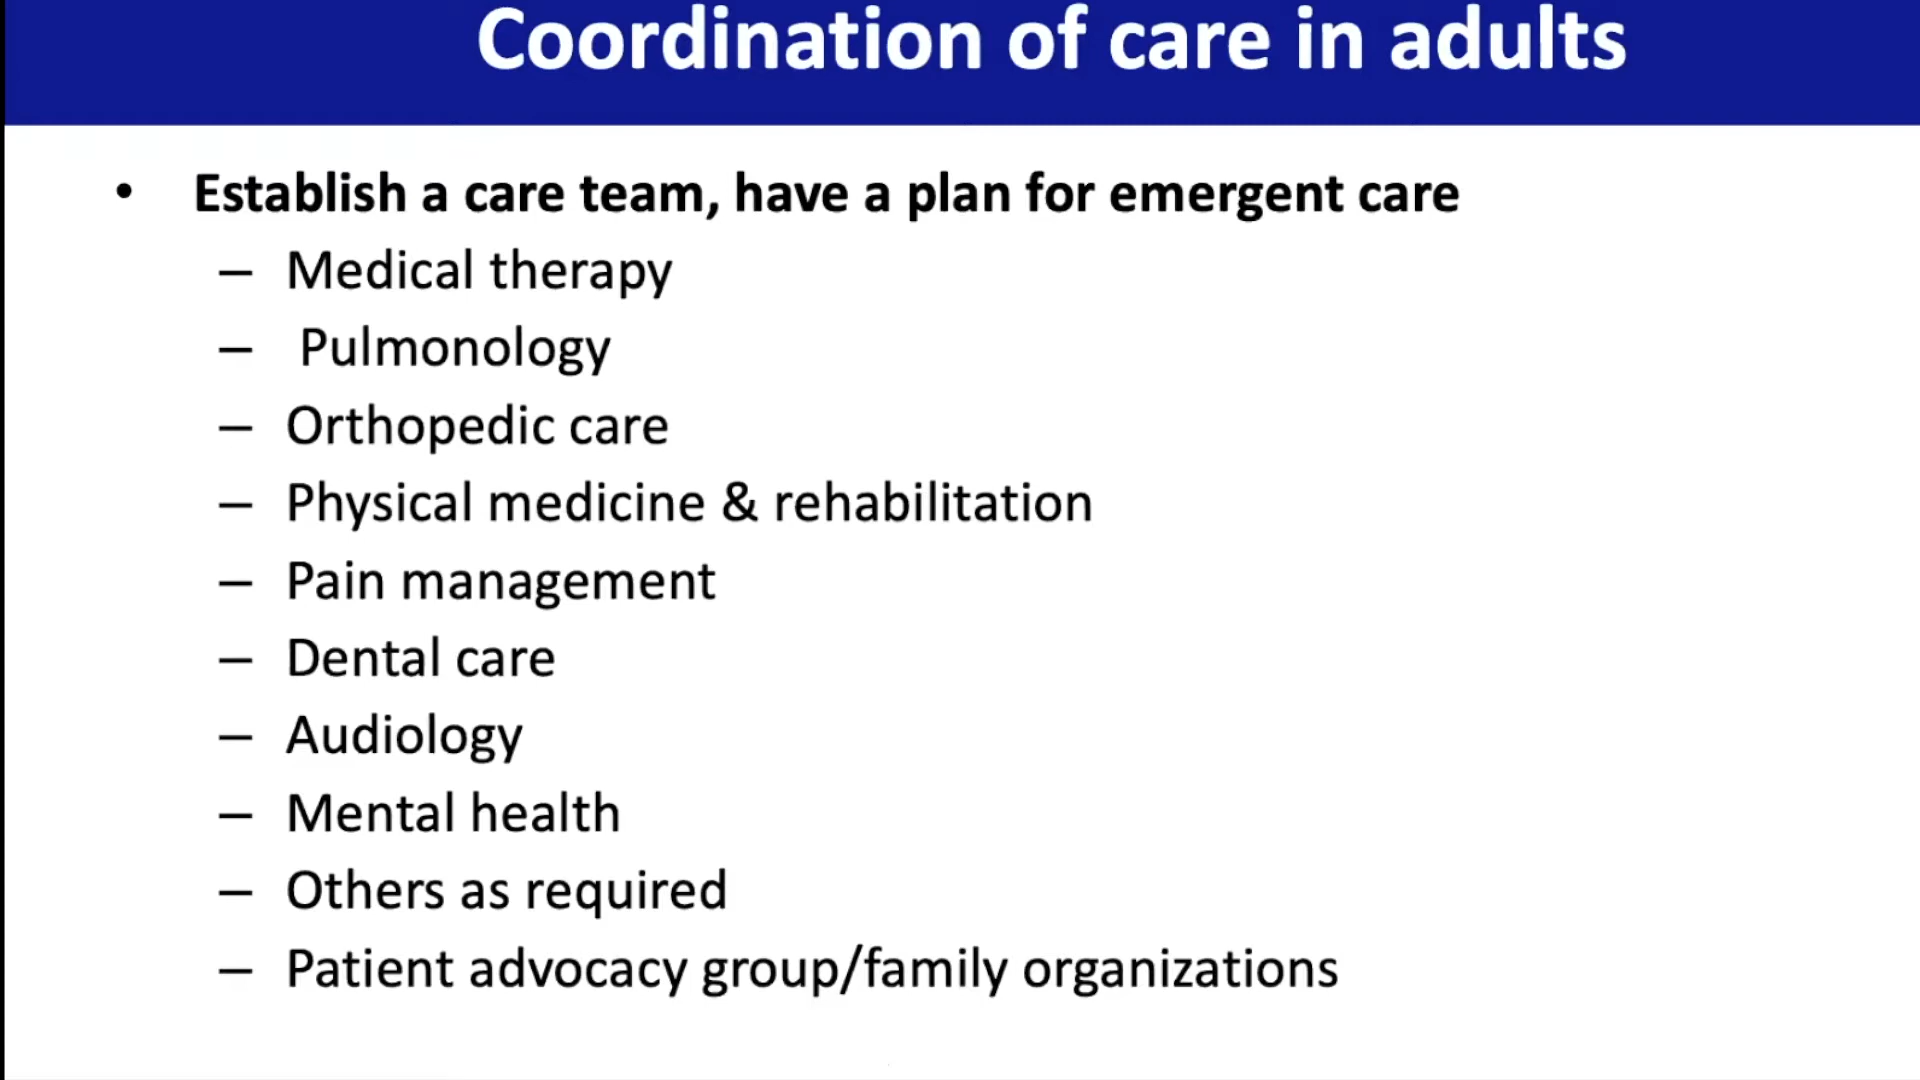 Coordination of care in adults
• Establish a care team, have a plan for emergent care
– Medical therapy
– Pulmonology
– Orthopedic care
– Physical medicine & rehabilitation
– Pain management
– Dental care
– Audiology
– Mental health
– Others as required
– Patient advocacy group/family organizations